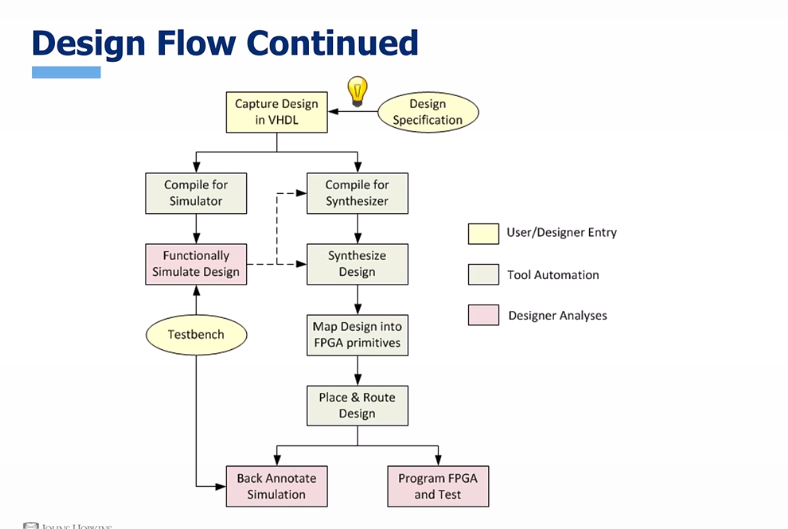 Design Flow Continued
Capture Design
in VHDL
Design
Specification
Compile for
Simulator
Compile for
Synthesizer
Functionally
Simulate Design
Synthesize
Design
Testbench
Map Design into
FPGA primitives
Place & Route
Design
Back Annotate
Simulation
Program FPGA
and Test
User/Designer Entry
Tool Automation
Designer Analyses
JOHNS HOPKINS